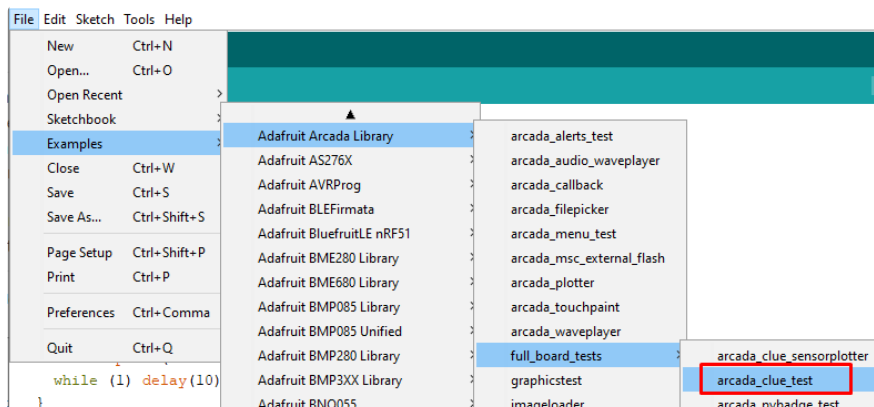 File Edit Sketch Tools Help
New Ctrl+N
Open... Ctrl+O
Open Recent
Sketchbook
Examples
Close Ctrl+W
Save Ctrl+S
Save As... Ctrl+Shift+S
Page Setup Ctrl+Shift+P
Print Ctrl+P
Preferences Ctrl+Comma
Quit Ctrl+Q
while (1) delay(10)
}
Adafruit Arcada Library
Adafruit AS276X
Adafruit AVRProg
Adafruit BLEFirmata
Adafruit BluefruitLE nRF51
Adafruit BME280 Library
Adafruit BME680 Library
Adafruit BMP085 Library
Adafruit BMP085 Unified
Adafruit BMP280 Library
Adafruit BMP3XX Library
Adafruit BNO055
arcada_alerts_test
arcada_audio_waveplayer
arcada_callback
arcada_filepicker
arcada_menu_test
arcada_msc_external_flash
arcada_plotter
arcada_touchpaint
arcada_waveplayer
full_board_tests
graphicstest
imageloader
arcada_clue_sensorplotter
arcada_clue_test
arcada_pybadge_test